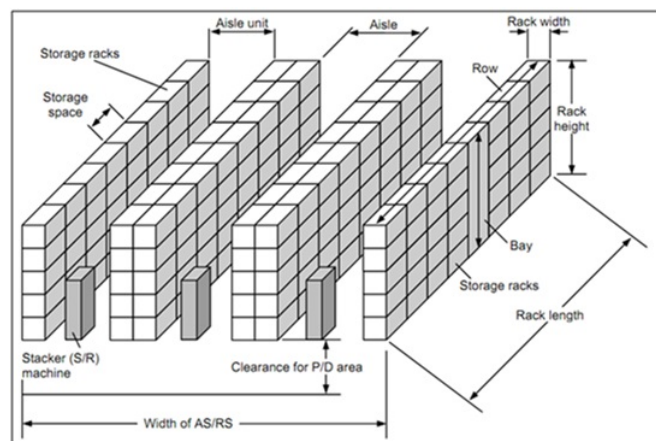 Aisle unit
Aisle
Rack width
Storage racks
Row
Storage
space
Rack
height
Bay
Storage racks
Rack length
Stacker (S/R)
machine
Clearance for P/D area
Width of AS/RS